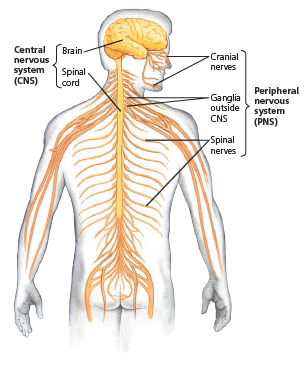 Central
nervous
system
(CNS)
Brain
Spinal
cord
Cranial
nerves
Ganglia
outside
CNS
Spinal
nerves
Peripheral
nervous
system
(PNS)